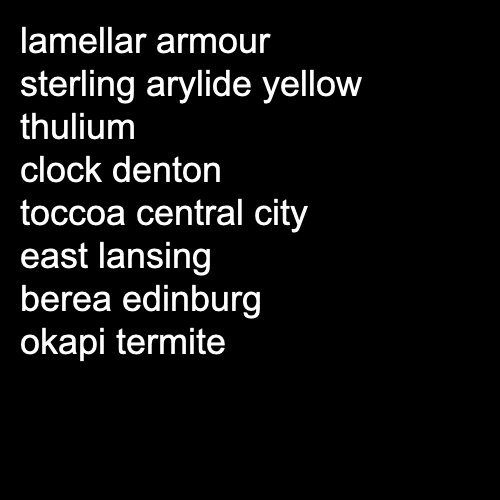 lamellar armour
sterling arylide yellow
thulium
clock denton
toccoa central city
east lansing
berea edinburg
okapi termite